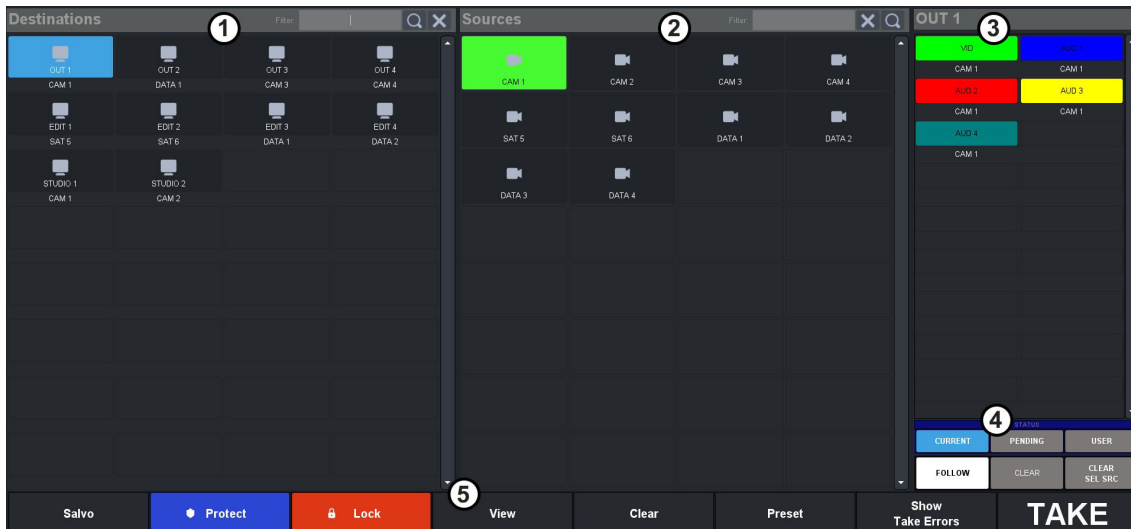 Destinations
1
Filter:
Sources
2
Filter:
OUT 1
3
OUT 1 OUT 2 OUT 3 OUT 4
CAM 1 DATA 1 CAM 3 CAM 4
EDIT 1 EDIT 2 EDIT 3 EDIT 4
SAT 5 SAT 6 DATA 1 DATA 2
STUDIO 1 STUDIO 2
CAM 1 CAM 2
CAM 1 CAM 2 CAM 3 CAM 4
SAT 5 SAT 6 DATA 1 DATA 2
DATA 3 DATA 4
VID AUD 1
CAM 1 CAM 1
AUD 2 AUD 3
CAM 1 CAM 1
AUD 4
CAM 1
4
STATUS
CURRENT PENDING USER
FOLLOW CLEAR CLEAR
SEL SRC
5
Salvo Protect Lock View Clear Preset Show
Take Errors
TAKE